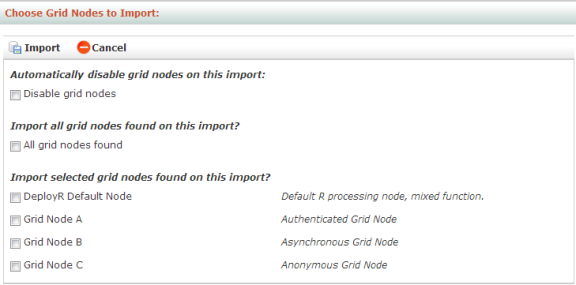 Choose Grid Nodes to Import:
Import Cancel
Automatically disable grid nodes on this import:
Disable grid nodes
Import all grid nodes found on this import?
All grid nodes found
Import selected grid nodes found on this import?
DeployR Default Node Default R processing node, mixed function.
Grid Node A Authenticated Grid Node
Grid Node B Asynchronous Grid Node
Grid Node C Anonymous Grid Node